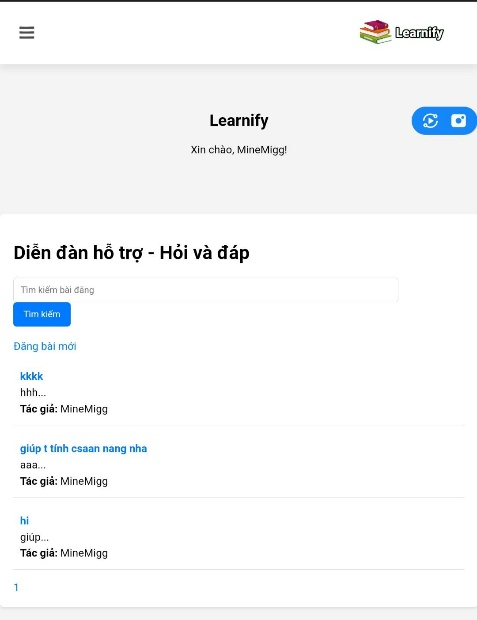 Learnify
Learnify
Xin chào, MineMigg!
Diễn đàn hỗ trợ - Hỏi và đáp
Tìm kiếm bài đăng
Tìm kiếm
Đăng bài mới
kkkk
hhh...
Tác giả: MineMigg
giúp t tính csaan nang nha
aaa...
Tác giả: MineMigg
hi
giúp...
Tác giả: MineMigg
1